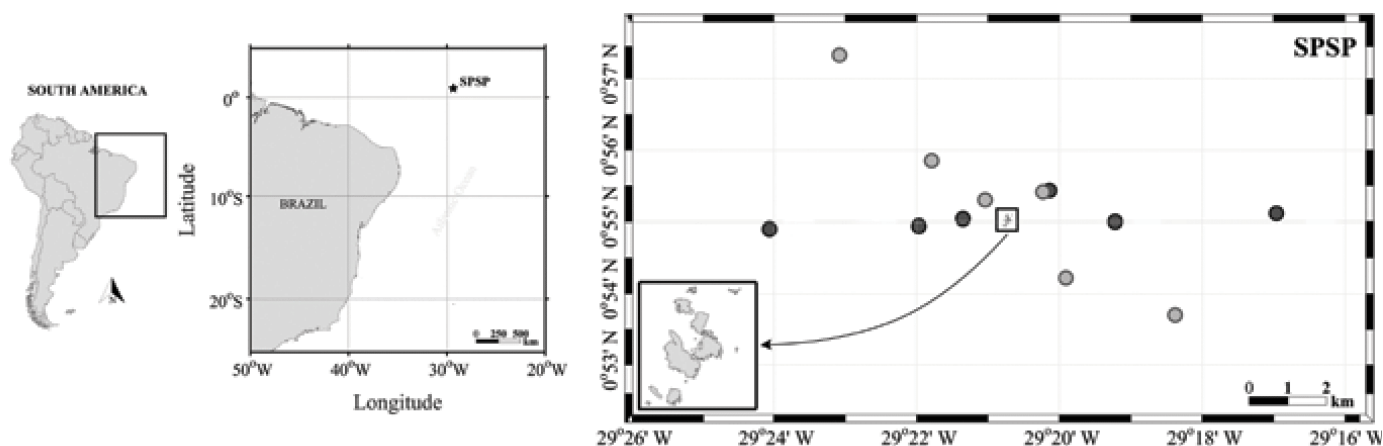 SOUTH AMERICA
Latitude
0°
10°S
20°S
SPSP
BRAZIL
Atlantic Ocean
0 250 500
km
50°W 40°W 30°W 20°W
Longitude
SPSP
0°57' N
0°56' N
0°55' N
0°54' N
0°53' N
0 1 2
km
29°26' W 29°24' W 29°22' W 29°20' W 29°18' W 29°16' W